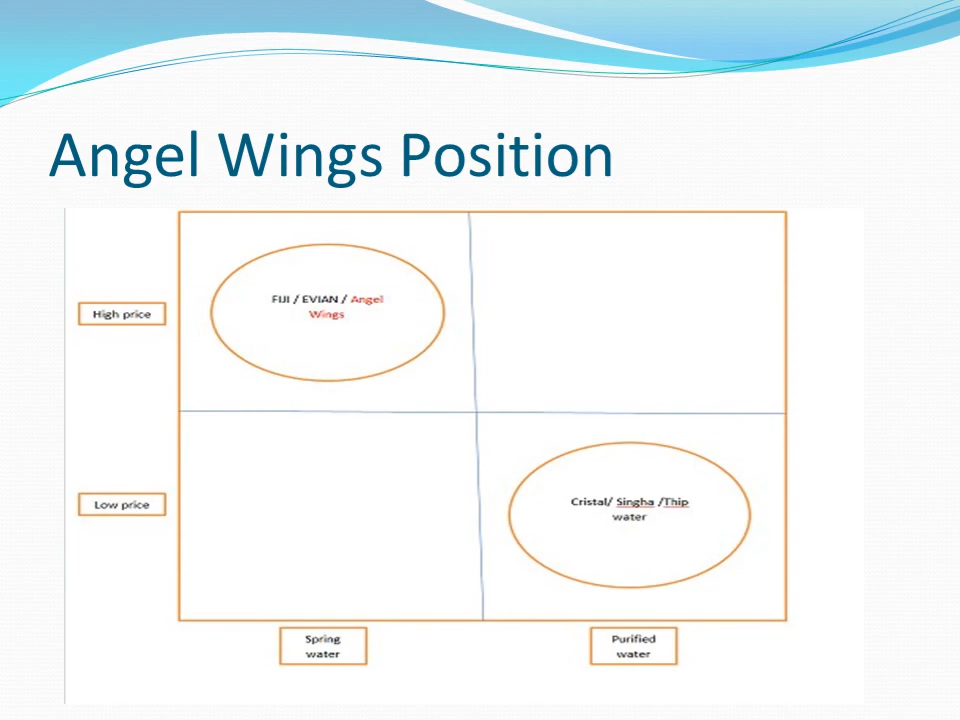 Angel Wings Position
FIJI / EVIAN / Angel
Wings
High price
Low price
Cristal/ Singha /Thip
water
Spring
water
Purified
water